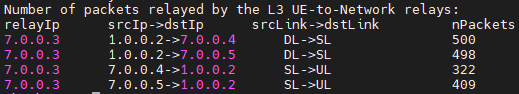 Number of packets relayed by the L3 UE-to-Network relays:
relayIp      srcIp->dstIp      srcLink->dstLink      nPackets
7.0.0.3      1.0.0.2->7.0.0.4      DL->SL      500
7.0.0.3      1.0.0.2->7.0.0.5      DL->SL      498
7.0.0.3      7.0.0.4->1.0.0.2      SL->UL      322
7.0.0.3      7.0.0.5->1.0.0.2      SL->UL      409